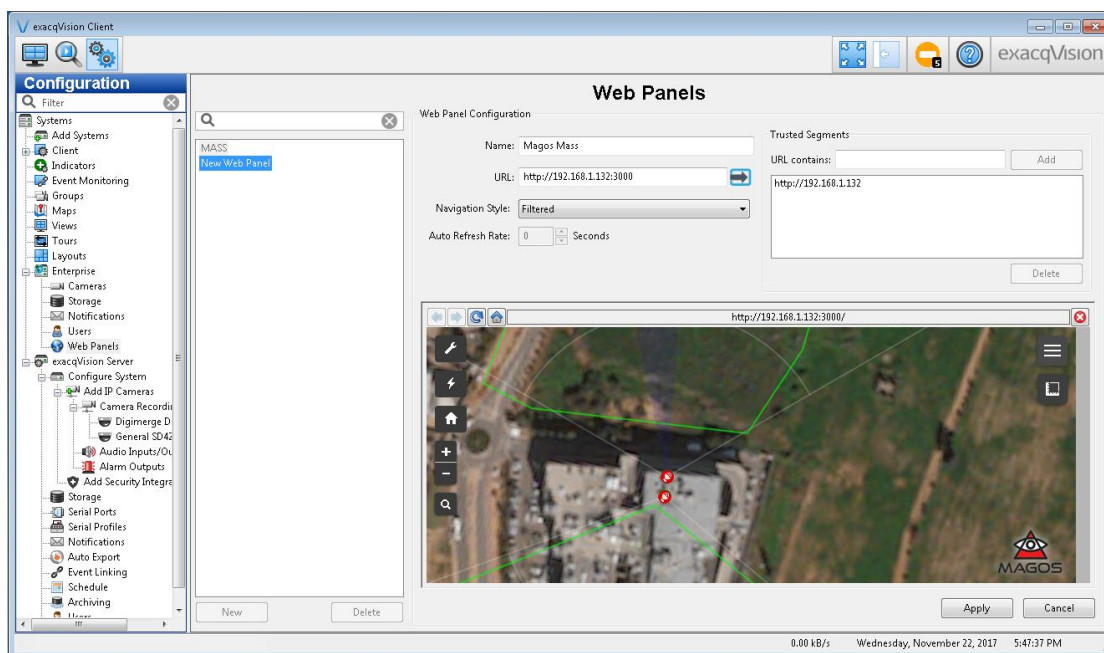 exacqVision Client
5
exacqVision
Configuration
Filter
Systems
Add Systems
Client
Indicators
Event Monitoring
Groups
Maps
Views
Tours
Layouts
Enterprise
Cameras
Storage
Notifications
Users
Web Panels
exacqVision Server
Configure System
Add IP Cameras
Camera Recordi
Digimerge D
General SD42
Audio Inputs/Ou
Alarm Outputs
Add Security Integra
Storage
Serial Ports
Serial Profiles
Notifications
Auto Export
Event Linking
Schedule
Archiving
Users
MASS
New Web Panel
New
Delete
Web Panels
Web Panel Configuration
Name: Magos Mass
URL: http://192.168.1.132:3000
Navigation Style: Filtered
Auto Refresh Rate: 0 Seconds
Trusted Segments
URL contains: Add
http://192.168.1.132
Delete
http://192.168.1.132:3000/
MAGOS
Apply
Cancel
0.00 kB/s Wednesday, November 22, 2017 5:47:37 PM